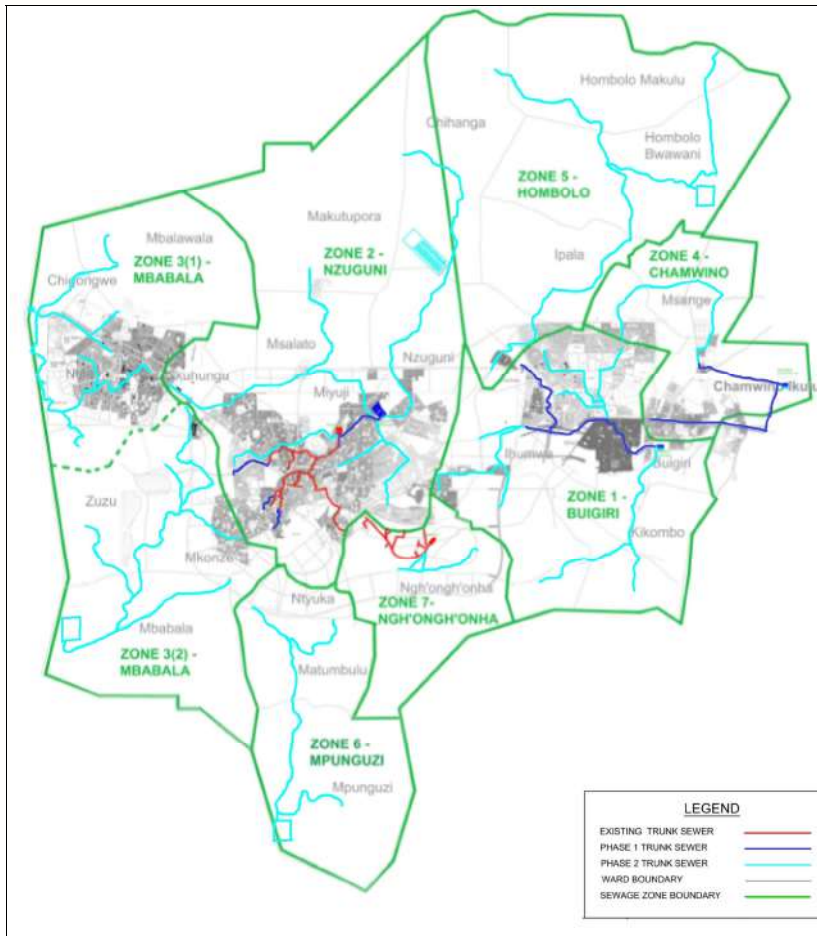 Hombolo Makulu
Chihanga
Hombolo
Bwawani
ZONE 5 -
HOMBOLO
Makutupora
Mbalawala
ZONE 3(1) -
MBABALA
ZONE 2 -
NZUGUNI
Ipala
ZONE 4 -
CHAMWINO
Chigongwe
Msange
Msalato
Nzuguni
Miyuji
Chamwino Ikulu
Ihumwa
Buigiri
ZONE 1 -
BUIGIRI
Zuzu
Kikombo
Mkonze
Ntyuka
Ngh'ongh'onha
ZONE 7-
NGH'ONGH'ONHA
Mbabala
ZONE 3(2) -
MBABALA
Matumbulu
ZONE 6 -
MPUNGUZI
Mpunguzi
LEGEND
EXISTING TRUNK SEWER
PHASE 1 TRUNK SEWER
PHASE 2 TRUNK SEWER
WARD BOUNDARY
SEWAGE ZONE BOUNDARY